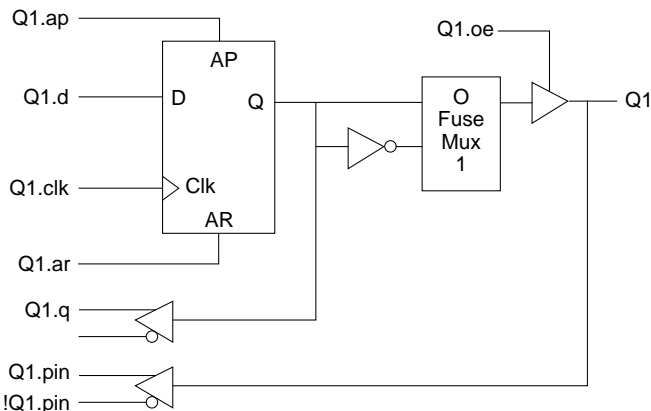 Q1.ap
Q1.oe
AP
Q1.d
D
Q
O
Fuse
Mux
1
Q1
Q1.clk
Clk
AR
Q1.ar
Q1.q
Q1.pin
!Q1.pin